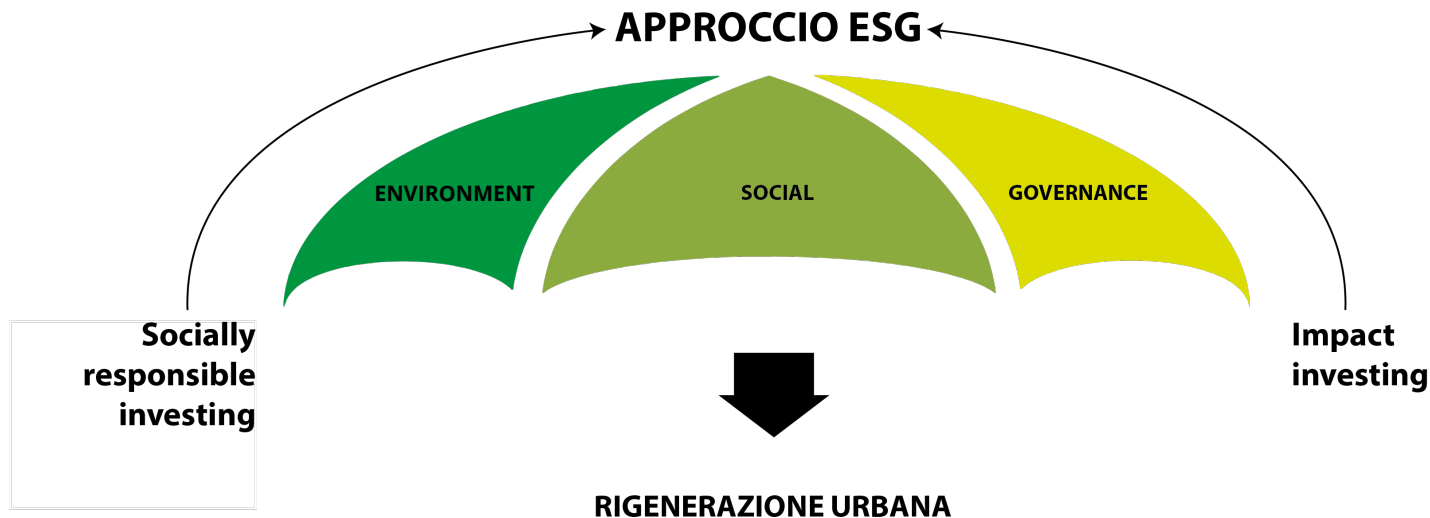 APPROCCIO ESG
ENVIRONMENT
SOCIAL
GOVERNANCE
Socially
responsible
investing
Impact
investing
RIGENERAZIONE URBANA